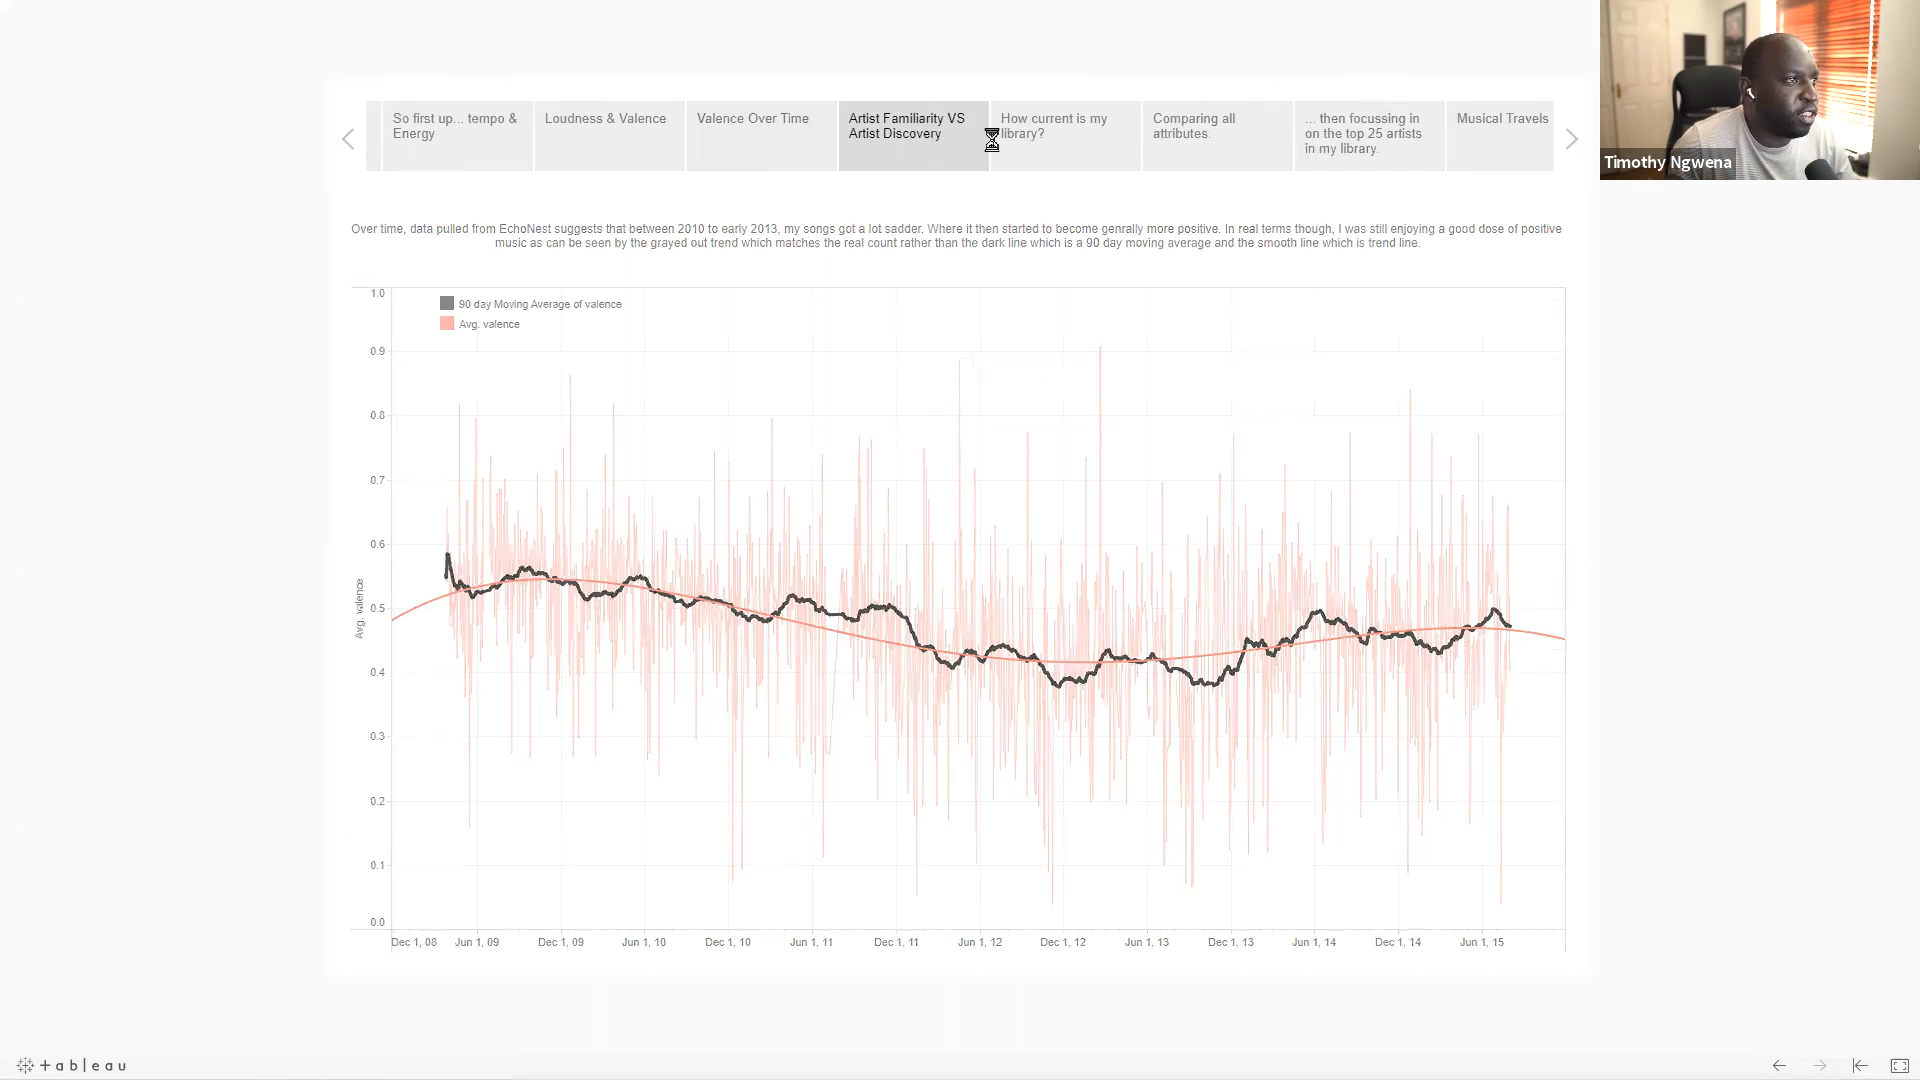 So first up... tempo &
Energy
Loudness & Valence
Valence Over Time
Artist Familiarity VS
Artist Discovery
How current is my
library?
Comparing all
attributes.
... then focussing in
on the top 25 artists
in my library.
Musical Travels
Timothy Ngwena
Over time, data pulled from EchoNest suggests that between 2010 to early 2013, my songs got a lot sadder. Where it then started to become genrally more positive. In real terms though, I was still enjoying a good dose of positive
music as can be seen by the grayed out trend which matches the real count rather than the dark line which is a 90 day moving average and the smooth line which is trend line.
90 day Moving Average of valence
Avg. valence
Avg. valence
1.0
0.9
0.8
0.7
0.6
0.5
0.4
0.3
0.2
0.1
0.0
Dec 1, 08
Jun 1, 09
Dec 1, 09
Jun 1, 10
Dec 1, 10
Jun 1, 11
Dec 1, 11
Jun 1, 12
Dec 1, 12
Jun 1, 13
Dec 1, 13
Jun 1, 14
Dec 1, 14
Jun 1, 15
+ableau